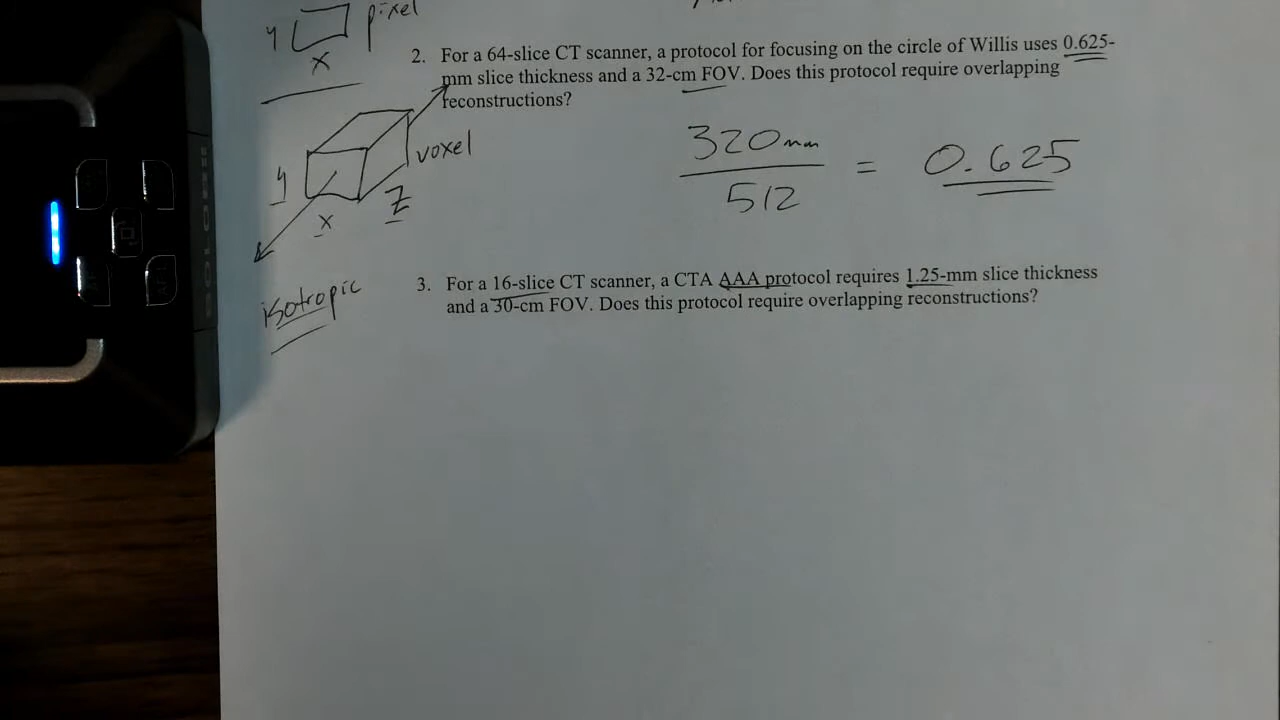 y pixel
x
2. For a 64-slice CT scanner, a protocol for focusing on the circle of Willis uses 0.625-
mm slice thickness and a 32-cm FOV. Does this protocol require overlapping
reconstructions?
320mm
512
= 0.625
voxel
y
x
z
isotropic
3. For a 16-slice CT scanner, a CTA AAA protocol requires 1.25-mm slice thickness
and a 30-cm FOV. Does this protocol require overlapping reconstructions?